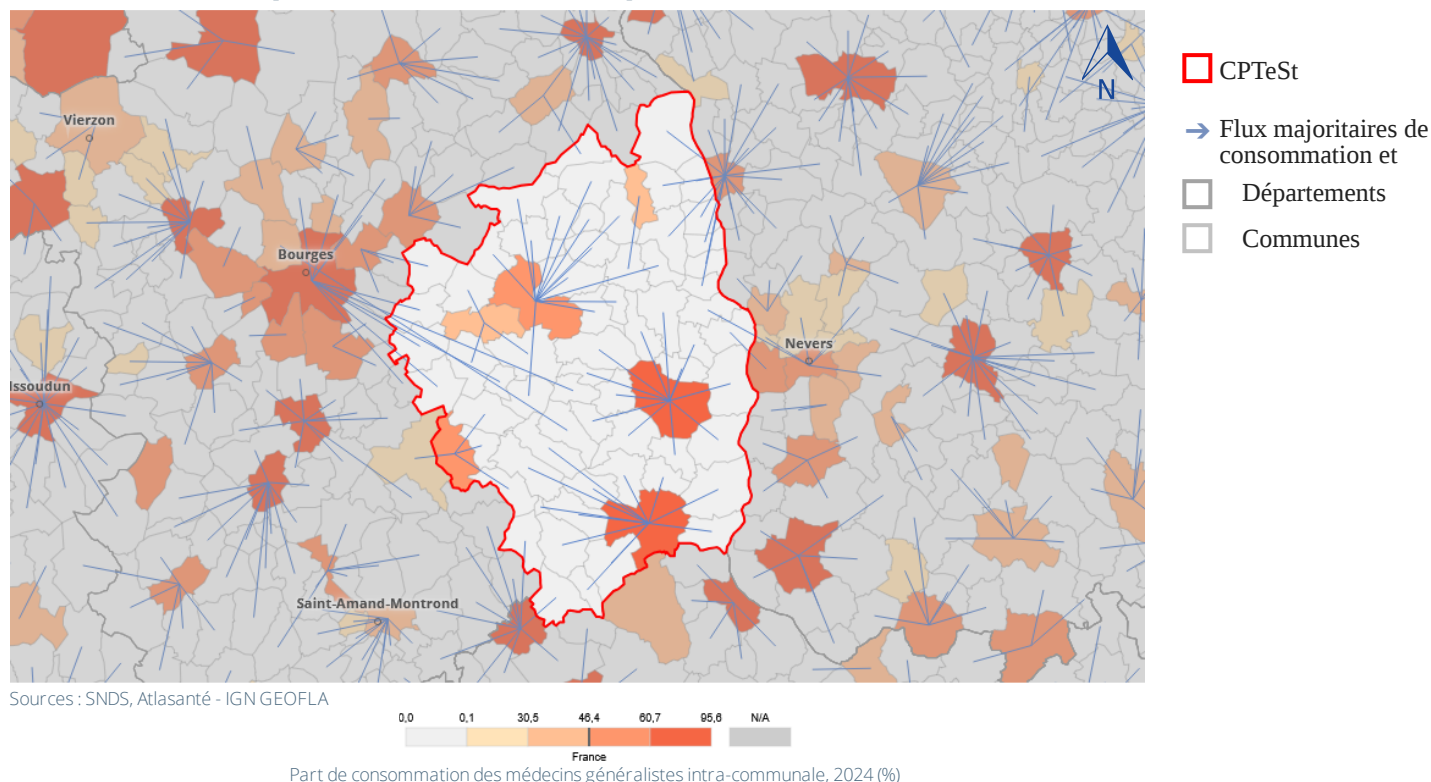 N
Vierzon
Bourges
Nevers
Issoudun
Saint-Amand-Montrond
CPTeSt
Flux majoritaires de
consommation et
Départements
Communes
Sources : SNDS, Atlasanté - IGN GEOFLA
0,0 0,1 30,5 46,4 60,7 95,6 N/A
France
Part de consommation des médecins généralistes intra-communale, 2024 (%)